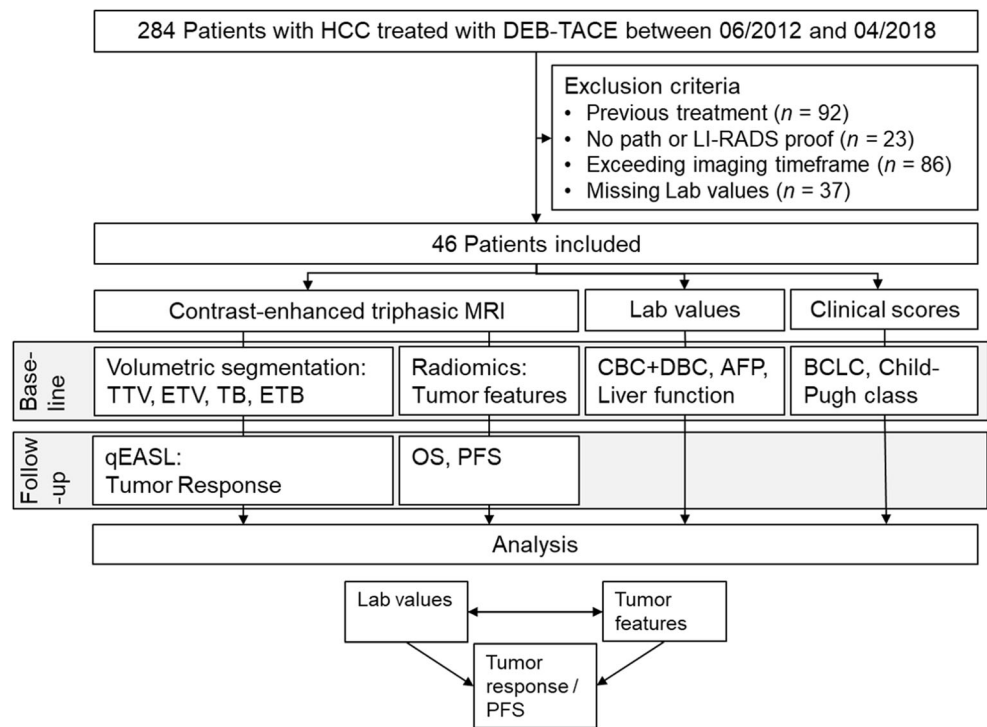 284 Patients with HCC treated with DEB-TACE between 06/2012 and 04/2018
Exclusion criteria
• Previous treatment (n = 92)
• No path or LI-RADS proof (n = 23)
• Exceeding imaging timeframe (n = 86)
• Missing Lab values (n = 37)
46 Patients included
Contrast-enhanced triphasic MRI
Lab values
Clinical scores
Base-
line
Volumetric segmentation:
TTV, ETV, TB, ETB
Radiomics:
Tumor features
CBC+DBC, AFP,
Liver function
BCLC, Child-
Pugh class
Follow
-up
qEASL:
Tumor Response
OS, PFS
Analysis
Lab values
Tumor
features
Tumor
response /
PFS